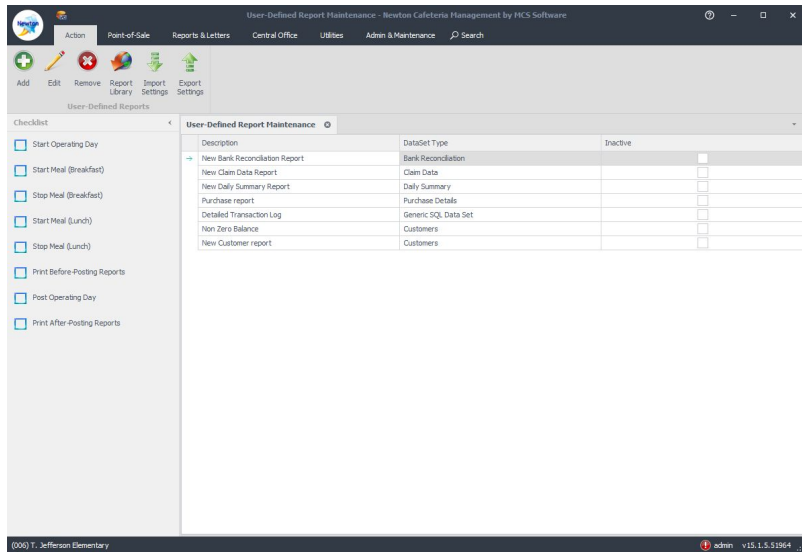 User-Defined Report Maintenance - Newton Cafeteria Management by MCS Software
Newton
Action Point-of-Sale Reports & Letters Central Office Utilities Admin & Maintenance Search
Add Edit Remove Report Library Import Settings Export Settings
User-Defined Reports
Checklist
Start Operating Day
Start Meal (Breakfast)
Stop Meal (Breakfast)
Start Meal (Lunch)
Stop Meal (Lunch)
Print Before-Posting Reports
Post Operating Day
Print After-Posting Reports
User-Defined Report Maintenance
Description DataSet Type Inactive
New Bank Reconciliation Report Bank Reconciliation
New Claim Data Report Claim Data
New Daily Summary Report Daily Summary
Purchase report Purchase Details
Detailed Transaction Log Generic SQL Data Set
Non Zero Balance Customers
New Customer report Customers
(006) T. Jefferson Elementary admin v15.1.5.51964